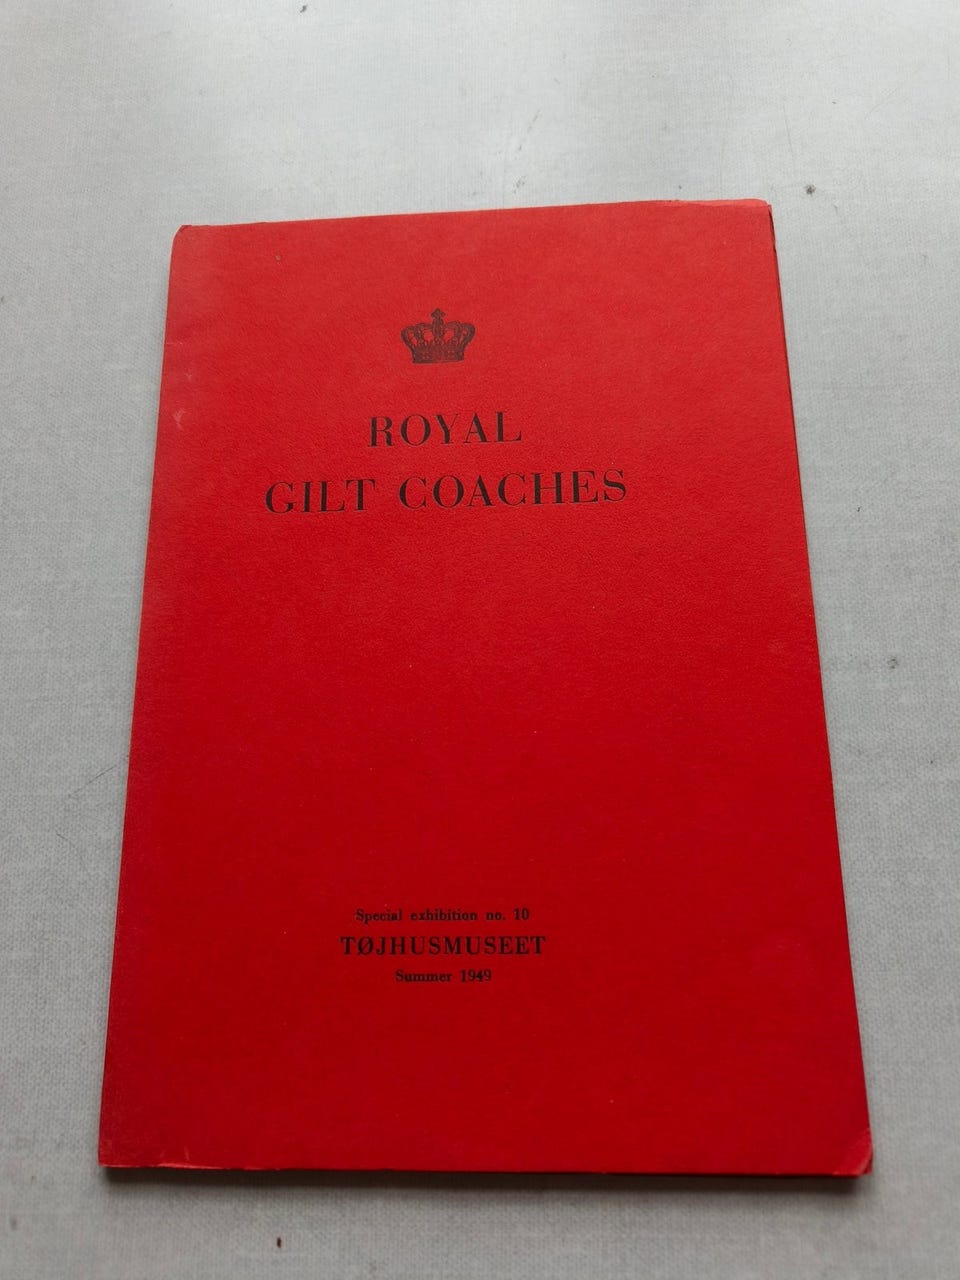 ROYAL
GILT COACHES
Special exhibition no. 10
TØJHUSMUSEET
Summer 1949